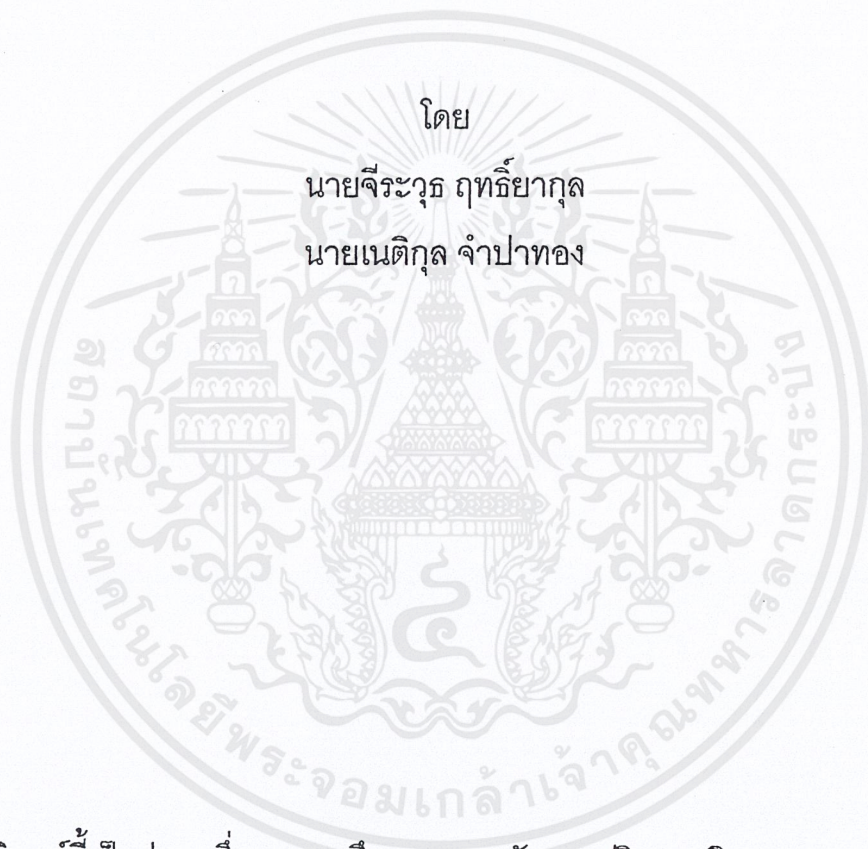 โดย
นายจีระวุธ ฤทธิ์ยากุล
นายเนติกุล จำปาทอง
สถาบันเทคโนโลยีพระจอมเกล้าเจ้าคุณทหารลาดกระบัง
๔